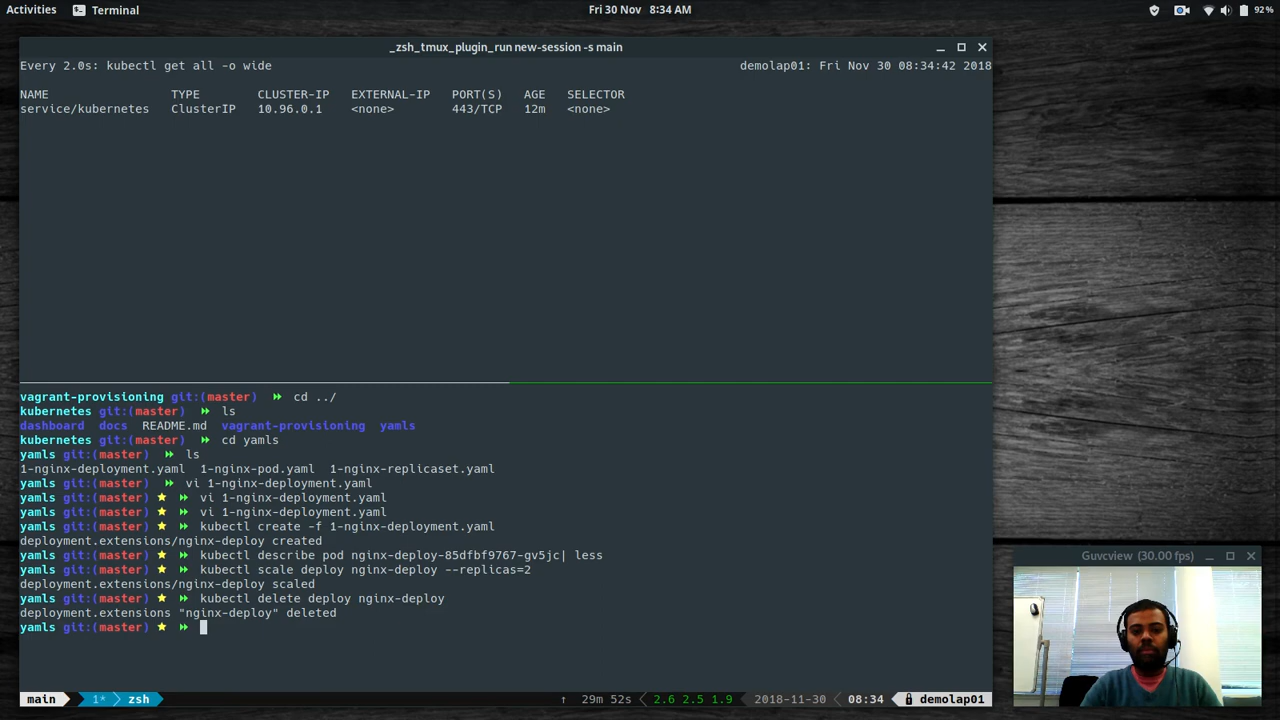 Activities Terminal Fri 30 Nov 8:34 AM 92%
_zsh_tmux_plugin_run new-session -s main
Every 2.0s: kubectl get all -o wide demolap01: Fri Nov 30 08:34:42 2018
NAME TYPE CLUSTER-IP EXTERNAL-IP PORT(S) AGE SELECTOR
service/kubernetes ClusterIP 10.96.0.1 <none> 443/TCP 12m <none>
vagrant-provisioning git:(master) cd ../
kubernetes git:(master) ls
dashboard docs README.md vagrant-provisioning yamls
kubernetes git:(master) cd yamls
yamls git:(master) ls
1-nginx-deployment.yaml 1-nginx-pod.yaml 1-nginx-replicaset.yaml
yamls git:(master) vi 1-nginx-deployment.yaml
yamls git:(master) vi 1-nginx-deployment.yaml
yamls git:(master) vi 1-nginx-deployment.yaml
yamls git:(master) kubectl create -f 1-nginx-deployment.yaml
deployment.extensions/nginx-deploy created
yamls git:(master) kubectl describe pod nginx-deploy-85dfbf9767-gv5jc| less
yamls git:(master) kubectl scale deploy nginx-deploy --replicas=2
deployment.extensions/nginx-deploy scaled
yamls git:(master) kubectl delete deploy nginx-deploy
deployment.extensions "nginx-deploy" deleted
yamls git:(master)
Guvcview (30.00 fps)
main 1* zsh ↑ 29m 52s 2.6 2.5 1.9 2018-11-30 08:34 demolap01